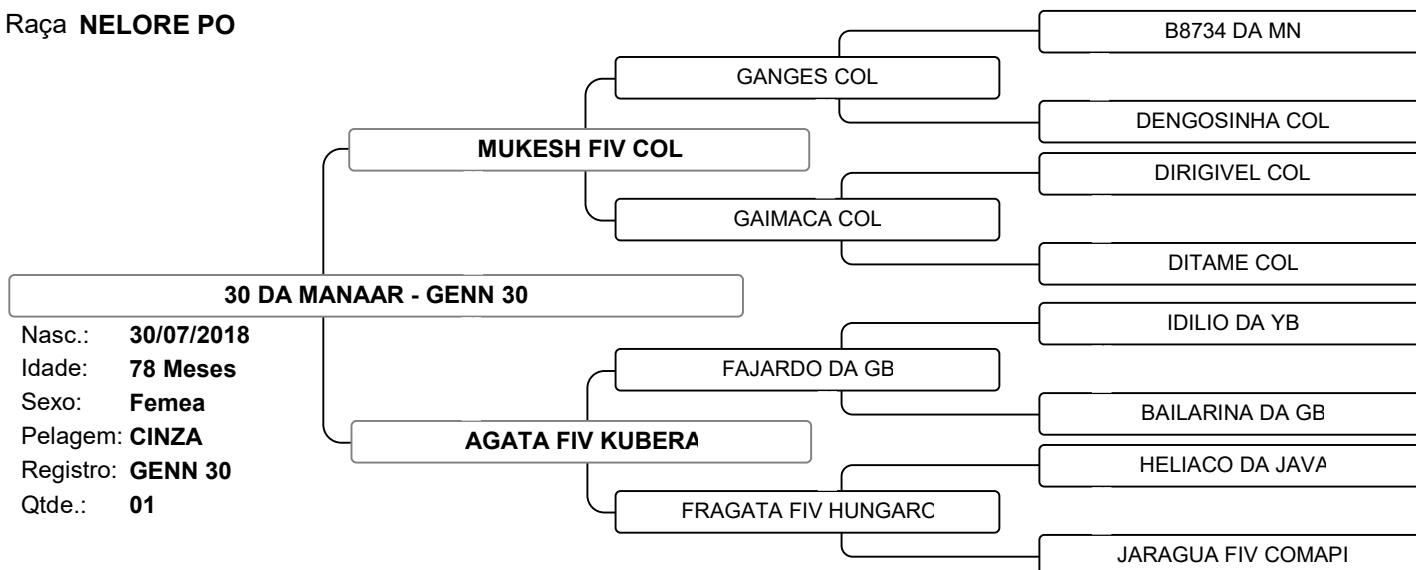 Raça NELORE PO
B8734 DA MN
GANGES COL
DENGOSINHA COL
MUKESH FIV COL
DIRIGIVEL COL
GAIMACA COL
DITAME COL
30 DA MANAAR - GENN 30
Nasc.: 30/07/2018
Idade: 78 Meses
Sexo: Femea
Pelagem: CINZA
Registro: GENN 30
Qtde.: 01
IDILIO DA YB
FAJARDO DA GB
BAILARINA DA GB
AGATA FIV KUBERA
HELIACO DA JAVA
FRAGATA FIV HUNGARO
JARAGUA FIV COMAPI